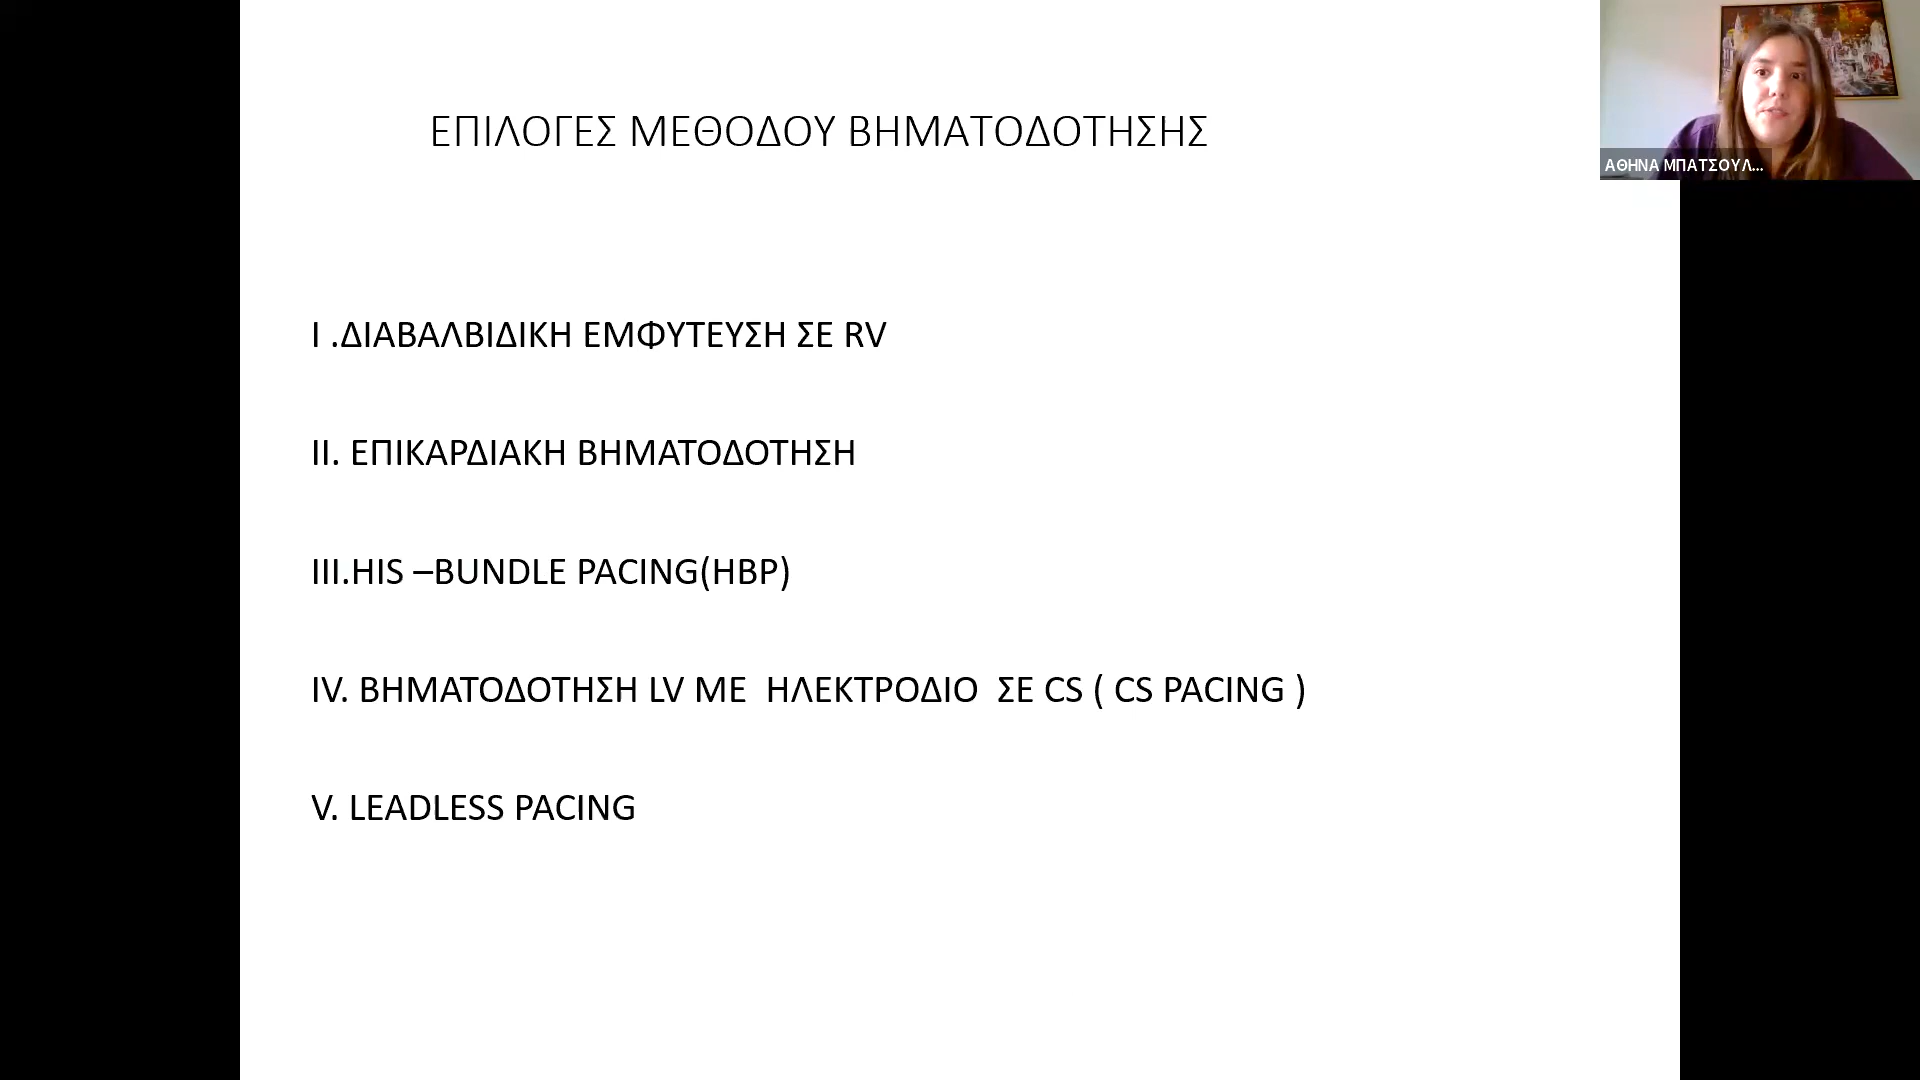 ΕΠΙΛΟΓΕΣ ΜΕΘΟΔΟΥ ΒΗΜΑΤΟΔΟΤΗΣΗΣ
ΑΘΗΝΑ ΜΠΑΤΣΟΥΛ...
I .ΔΙΑΒΑΛΒΙΔΙΚΗ ΕΜΦΥΤΕΥΣΗ ΣΕ RV
II. ΕΠΙΚΑΡΔΙΑΚΗ ΒΗΜΑΤΟΔΟΤΗΣΗ
III.HIS –BUNDLE PACING(HBP)
IV. ΒΗΜΑΤΟΔΟΤΗΣΗ LV ΜΕ  ΗΛΕΚΤΡΟΔΙΟ  ΣΕ CS ( CS PACING )
V. LEADLESS PACING